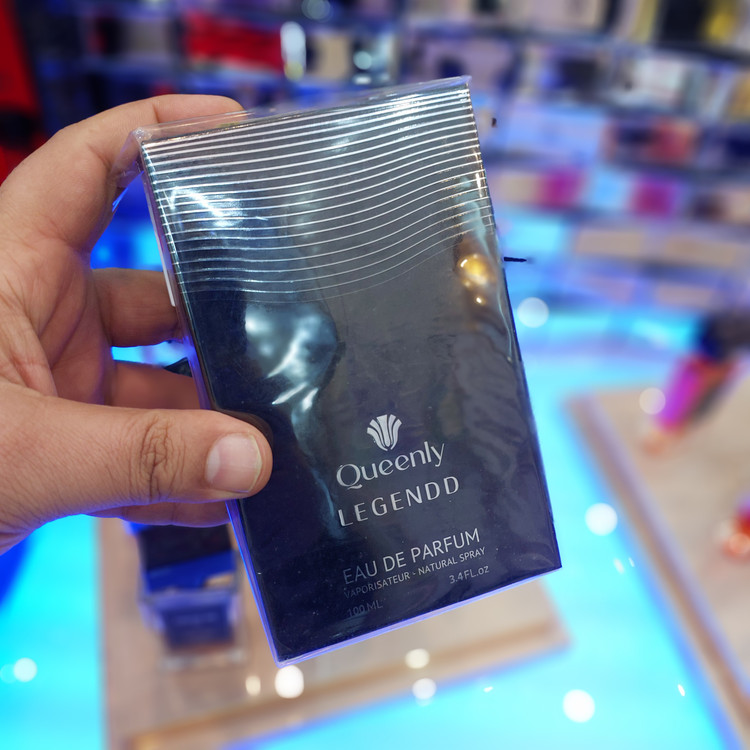 Queenly
LEGENDD
EAU DE PARFUM
VAPORISATEUR - NATURAL SPRAY
100 ML 3.4 FL.oz